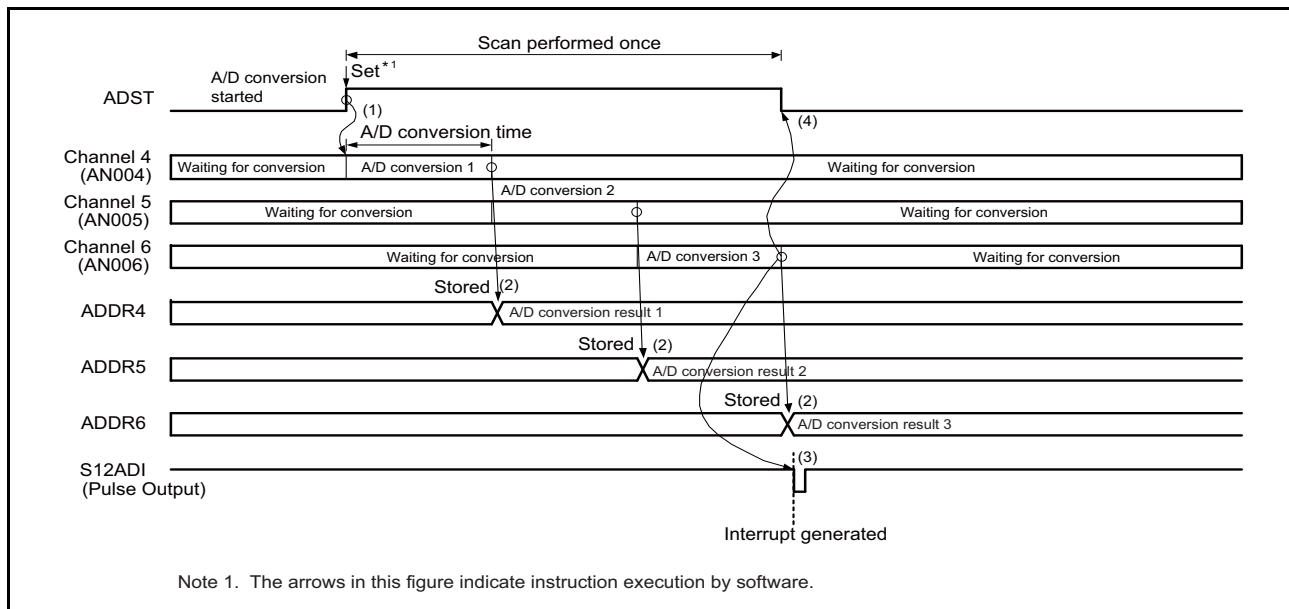 Scan performed once
A/D conversion
started
Set*1
ADST
(1)
(4)
A/D conversion time
Channel 4
(AN004)
Waiting for conversion
A/D conversion 1
Waiting for conversion
A/D conversion 2
Channel 5
(AN005)
Waiting for conversion
Waiting for conversion
Channel 6
(AN006)
Waiting for conversion
A/D conversion 3
Waiting for conversion
Stored
(2)
ADDR4
A/D conversion result 1
Stored
(2)
ADDR5
A/D conversion result 2
Stored
(2)
ADDR6
A/D conversion result 3
S12ADI
(Pulse Output)
(3)
Interrupt generated
Note 1. The arrows in this figure indicate instruction execution by software.